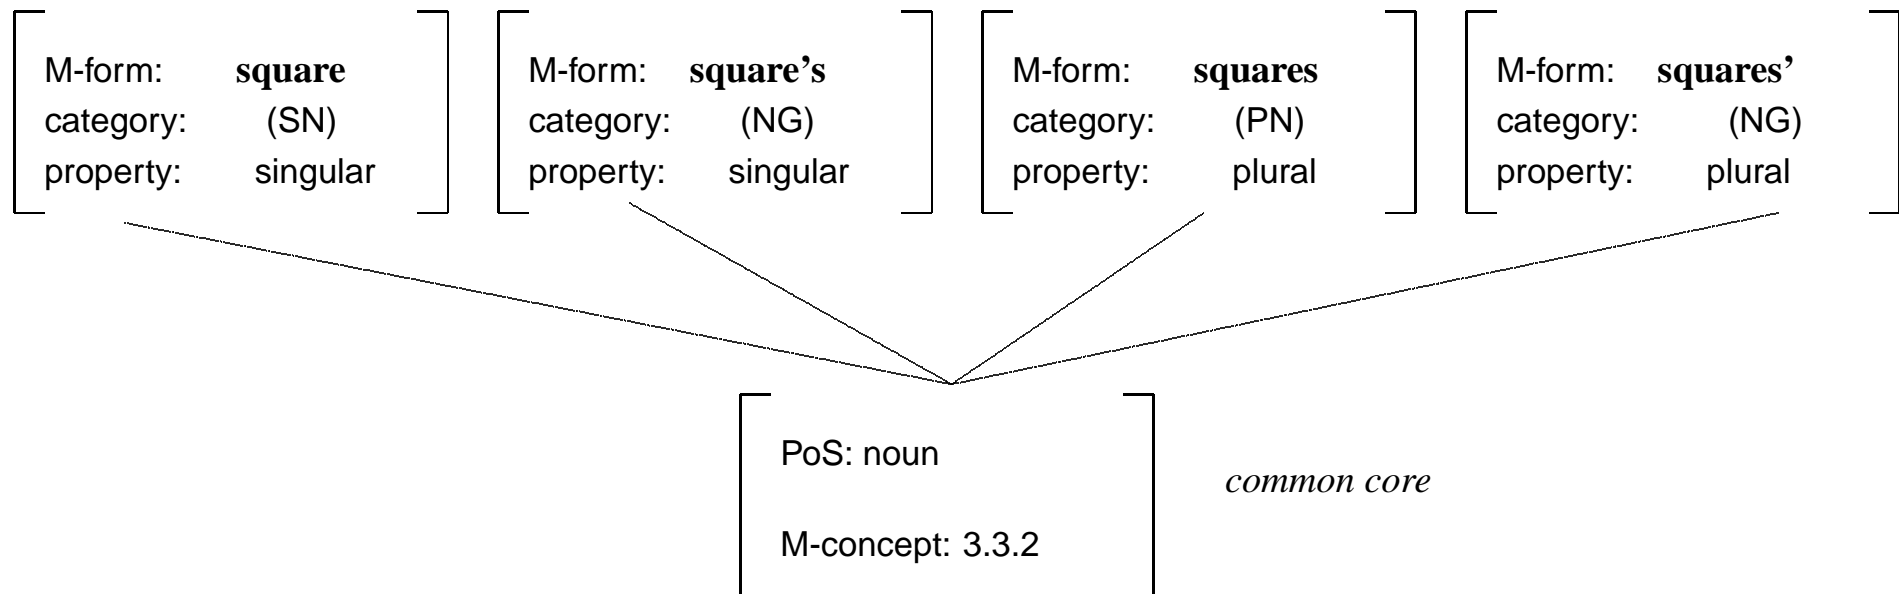 M-form: square
category: (SN)
property: singular
M-form: square’s
category: (NG)
property: singular
M-form: squares
category: (PN)
property: plural
M-form: squares’
category: (NG)
property: plural
PoS: noun
M-concept: 3.3.2
common core